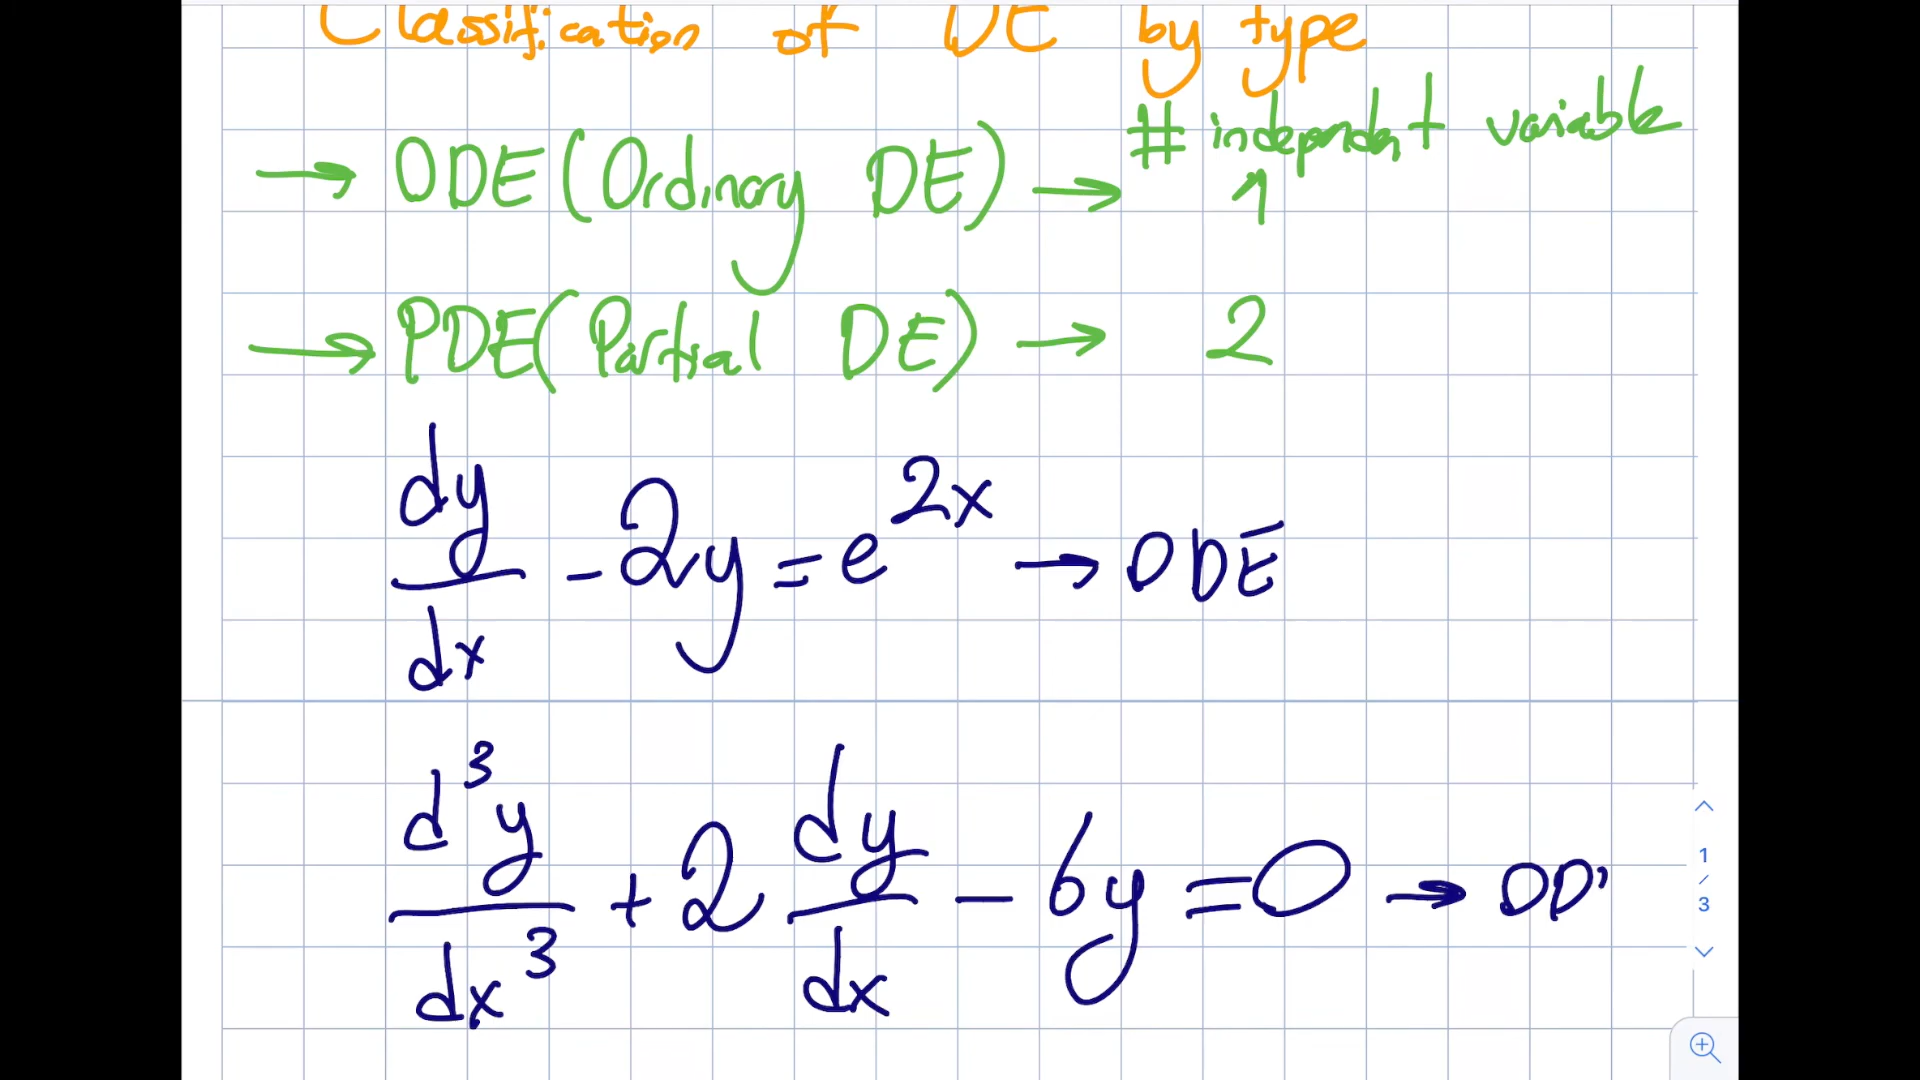 Classification of DE by type
# independent variable
→ ODE (Ordinary DE) → 1
→ PDE (Partial DE) → 2
dy/dx - 2y = e^2x → ODE
d³y/dx³ + 2 dy/dx - 6y = 0 → OD
1 / 3